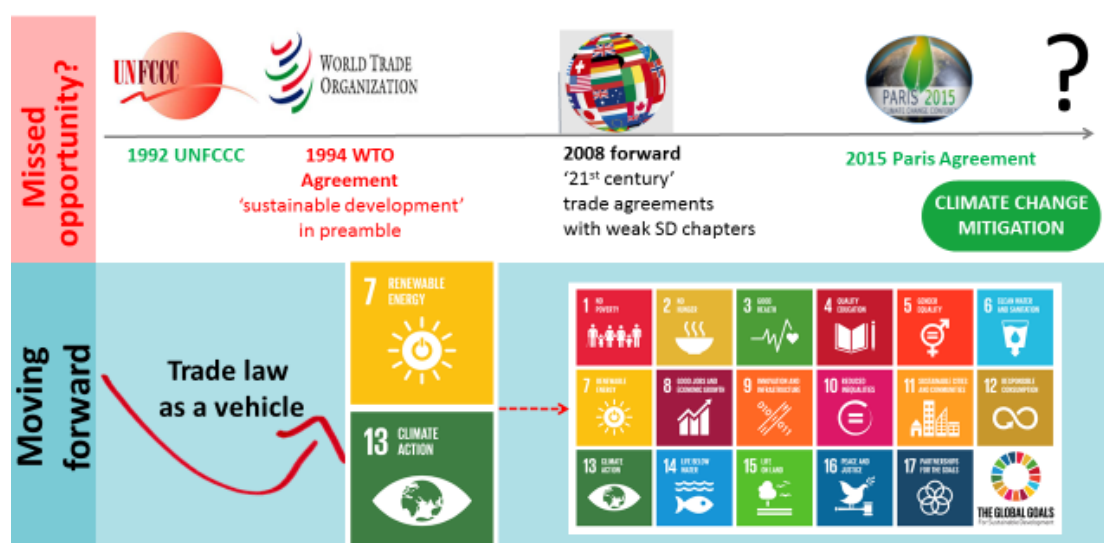 Missed
opportunity?
UNFCCC
WORLD TRADE
ORGANIZATION
PARIS 2015
?
1992 UNFCCC
1994 WTO
Agreement
'sustainable development'
in preamble
2008 forward
'21st century'
trade agreements
with weak SD chapters
2015 Paris Agreement
CLIMATE CHANGE
MITIGATION
Moving
forward
Trade law
as a vehicle
7 RENEWABLE
ENERGY
13 CLIMATE
ACTION
1 NO
POVERTY
2 NO
HUNGER
3 GOOD
HEALTH
4 QUALITY
EDUCATION
5 GENDER
EQUALITY
6 CLEAN WATER
AND SANITATION
7 RENEWABLE
ENERGY
8 GOOD JOBS AND
ECONOMIC GROWTH
9 INNOVATION AND
INFRASTRUCTURE
10 REDUCED
INEQUALITIES
11 SUSTAINABLE CITIES
AND COMMUNITIES
12 RESPONSIBLE
CONSUMPTION
13 CLIMATE
ACTION
14 LIFE BELOW
WATER
15 LIFE
ON LAND
16 PEACE AND
JUSTICE
17 PARTNERSHIPS
FOR THE GOALS
THE GLOBAL GOALS
For Sustainable Development